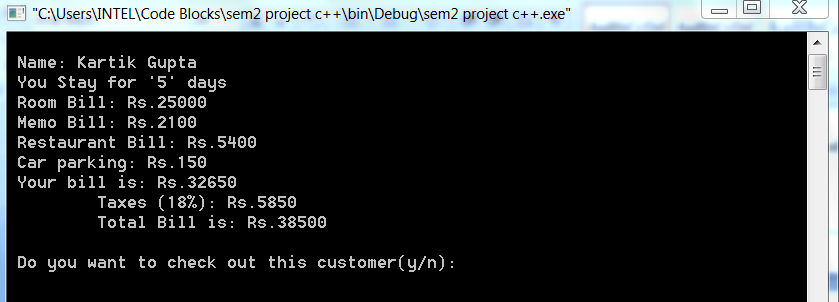 "C:\Users\INTEL\Code Blocks\sem2 project c++\bin\Debug\sem2 project c++.exe"
Name: Kartik Gupta
You Stay for '5' days
Room Bill: Rs.25000
Memo Bill: Rs.2100
Restaurant Bill: Rs.5400
Car parking: Rs.150
Your bill is: Rs.32650
Taxes (18%): Rs.5850
Total Bill is: Rs.38500
Do you want to check out this customer(y/n):